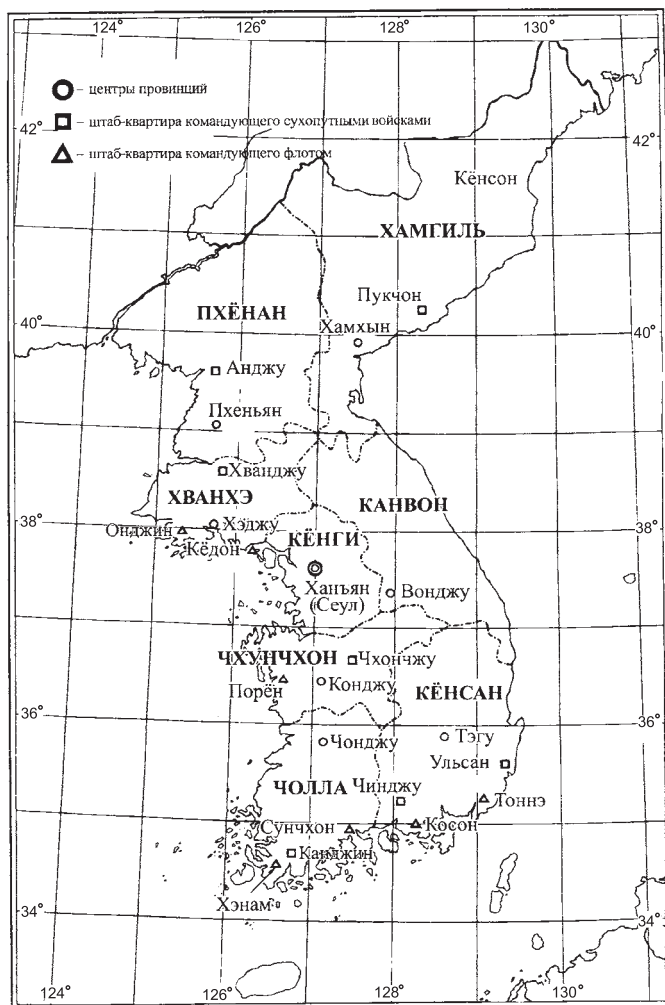 124° 126° 128° 130°
– центры провинций
– штаб-квартира командующего сухопутными войсками
– штаб-квартира командующего флотом
42° 42°
Кёнсон
ХАМГИЛЬ
Пукчон
ПХЁНАН
Хамхын
40° 40°
Анджу
Пхеньян
Хванджу
ХВАНХЭ
КАНВОН
38° 38°
Онджин
Хэджу
КЁНГИ
Кёдон
Ханъян
(Сеул)
Вонджу
ЧХУНЧХОН
Чхончжу
Порён
Конджу
КЁНСАН
36° 36°
Чонджу
Тэгу
Ульсан
ЧОЛЛА
Чинджу
Тоннэ
Сунчхон
Косон
Канджин
Хэнам
34° 34°
124° 126° 128° 130°